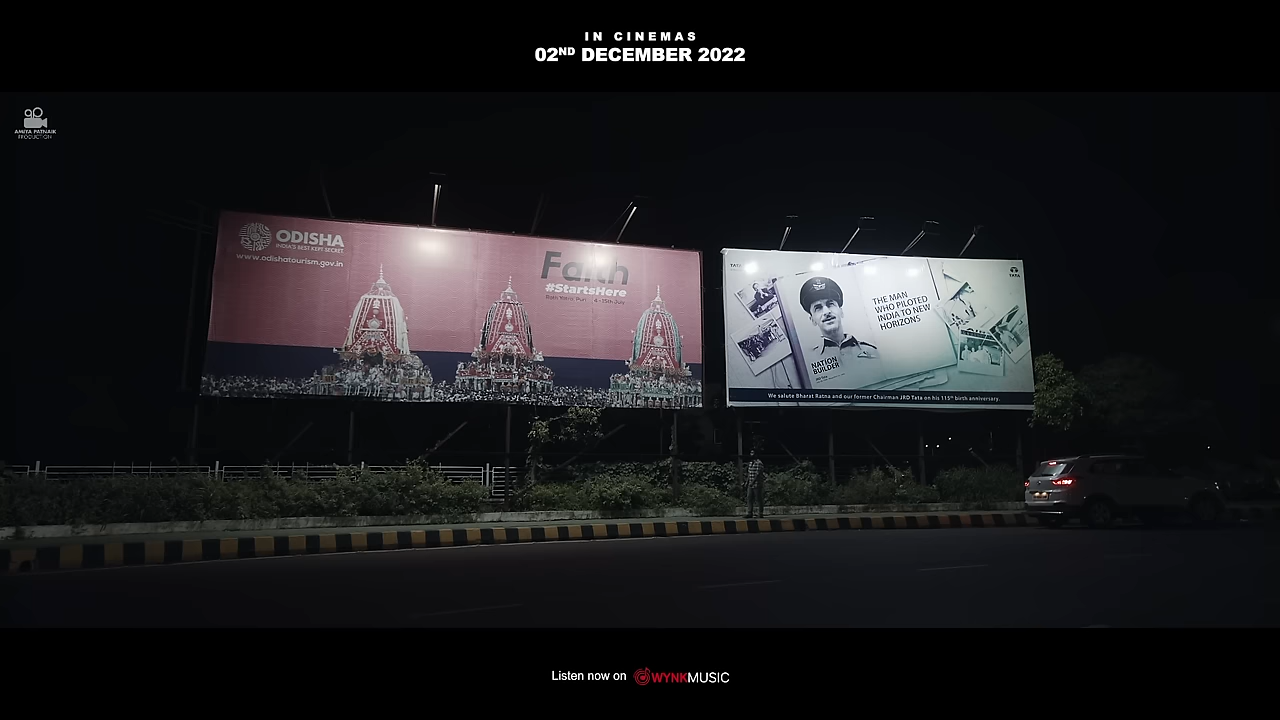 IN CINEMAS
02ND DECEMBER 2022
AMIYA PATNAIK
PRODUCTION
ODISHA
INDIA'S BEST KEPT SECRET
www.odishatourism.gov.in
Faith
#StartsHere
TATA
TATA
THE MAN
WHO PILOTED
INDIA TO NEW
HORIZONS
NATION
BUILDER
We salute Bharat Ratna and our former Chairman JRD Tata on his 115th birth anniversary.
Listen now on WYNKMUSIC